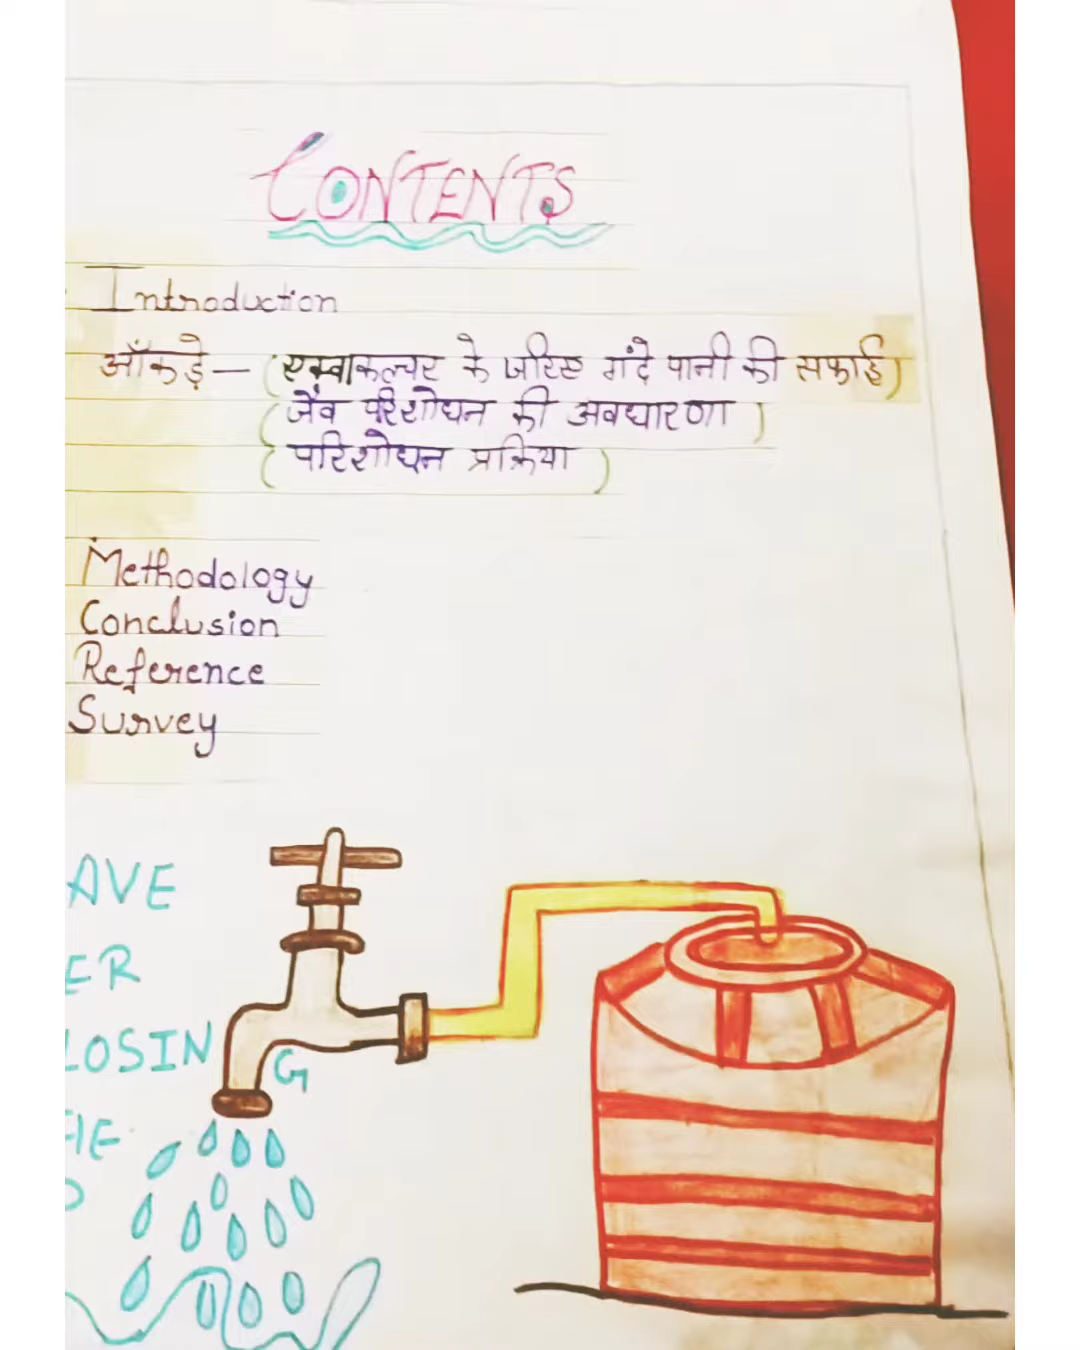 CONTENTS
Introduction
आँकड़े — (एक्वाकल्चर के जरिए गंदे पानी की सफाई)
(जैव परिशोधन की अवधारणा)
(परिशोधन प्रक्रिया)
Methodology
Conclusion
Reference
Survey
AVE
ER
LOSIN
G